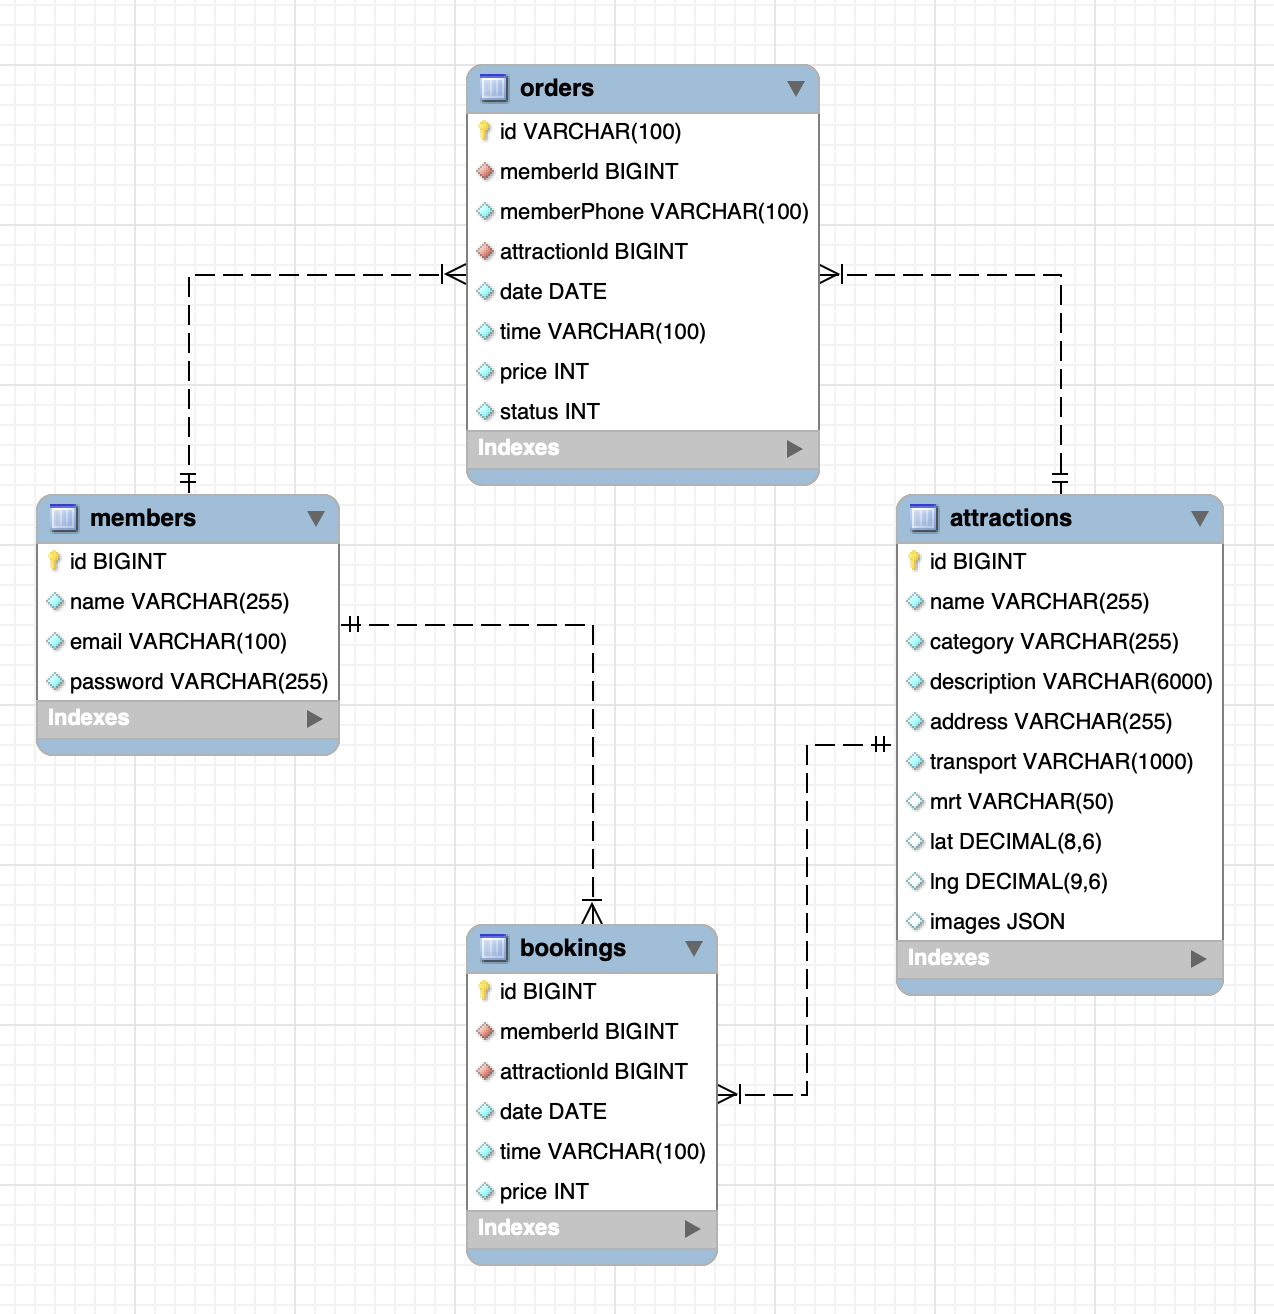 orders
id VARCHAR(100)
memberId BIGINT
memberPhone VARCHAR(100)
attractionId BIGINT
date DATE
time VARCHAR(100)
price INT
status INT
Indexes
members
id BIGINT
name VARCHAR(255)
email VARCHAR(100)
password VARCHAR(255)
Indexes
attractions
id BIGINT
name VARCHAR(255)
category VARCHAR(255)
description VARCHAR(6000)
address VARCHAR(255)
transport VARCHAR(1000)
mrt VARCHAR(50)
lat DECIMAL(8,6)
lng DECIMAL(9,6)
images JSON
Indexes
bookings
id BIGINT
memberId BIGINT
attractionId BIGINT
date DATE
time VARCHAR(100)
price INT
Indexes